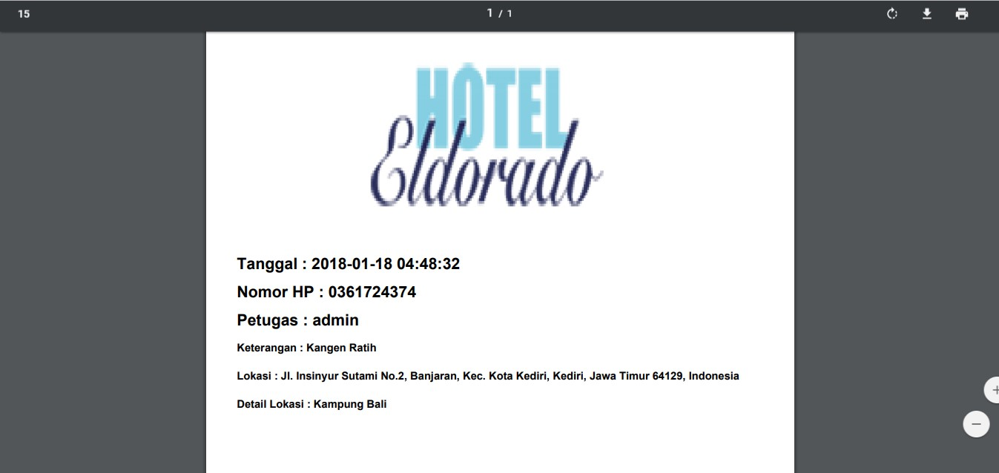 15
1 / 1
HOTEL
Eldorado
Tanggal : 2018-01-18 04:48:32
Nomor HP : 0361724374
Petugas : admin
Keterangan : Kangen Ratih
Lokasi : Jl. Insinyur Sutami No.2, Banjaran, Kec. Kota Kediri, Kediri, Jawa Timur 64129, Indonesia
Detail Lokasi : Kampung Bali